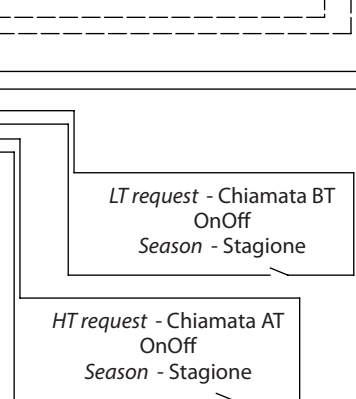 LT request - Chiamata BT
OnOff
Season - Stagione
HT request - Chiamata AT
OnOff
Season - Stagione